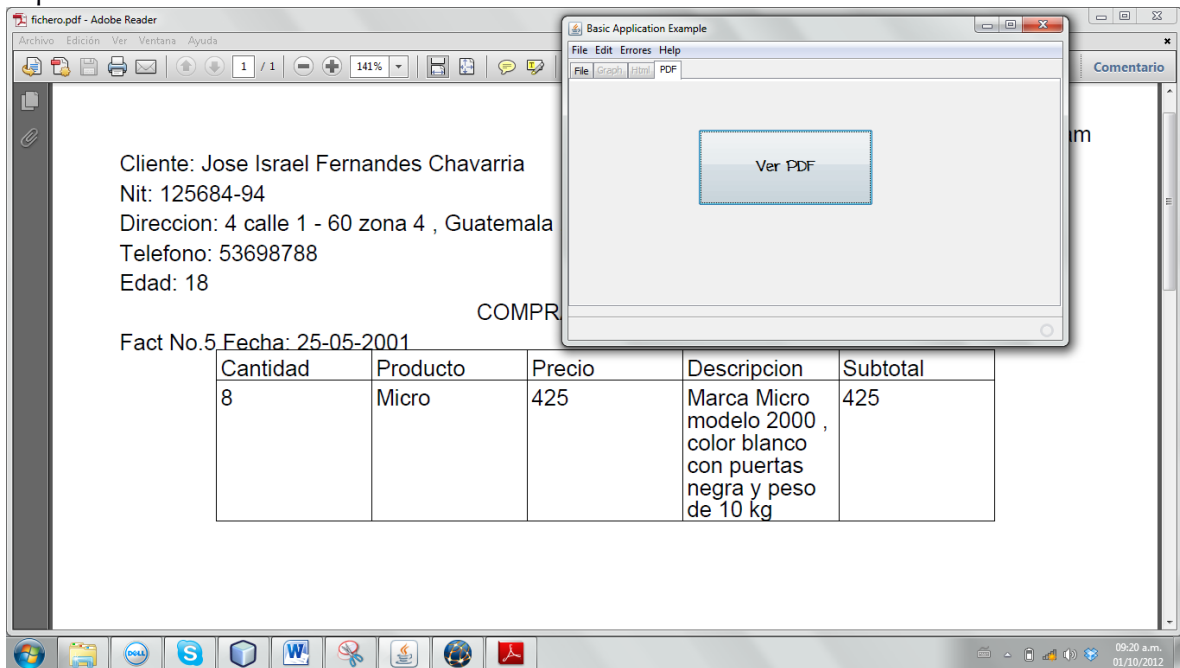 fichero.pdf - Adobe Reader
Archivo Edición Ver Ventana Ayuda
1 / 1 141% Comentario
Basic Application Example
File Edit Errores Help
File Graph Html PDF
Ver PDF
Cliente: Jose Israel Fernandes Chavarria
Nit: 125684-94
Direccion: 4 calle 1 - 60 zona 4 , Guatemala
Telefono: 53698788
Edad: 18
Fact No.5 Fecha: 25-05-2001
Cantidad Producto Precio Descripcion Subtotal
8 Micro 425 Marca Micro 425
modelo 2000 ,
color blanco
con puertas
negra y peso
de 10 kg
DELL
09:20 a.m.
01/10/2012